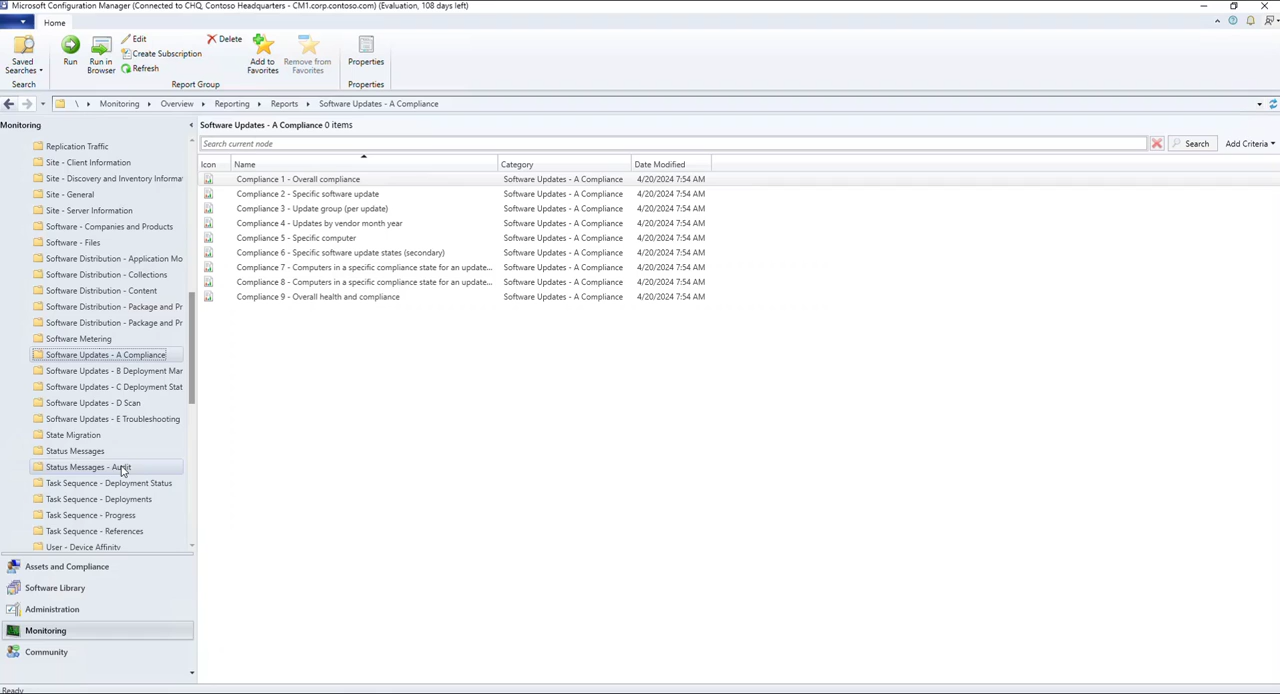 Microsoft Configuration Manager (Connected to CHQ, Contoso Headquarters - CM1.corp.contoso.com) (Evaluation, 108 days left)
Home
Saved Searches
Run
Run in Browser
Edit
Create Subscription
Refresh
Delete
Add to Favorites
Remove from Favorites
Properties
Search
Report Group
Properties
\ Monitoring Overview Reporting Reports Software Updates - A Compliance
Monitoring
Software Updates - A Compliance 0 items
Search current node
Search
Add Criteria
Icon Name Category Date Modified
Compliance 1 - Overall compliance Software Updates - A Compliance 4/20/2024 7:54 AM
Compliance 2 - Specific software update Software Updates - A Compliance 4/20/2024 7:54 AM
Compliance 3 - Update group (per update) Software Updates - A Compliance 4/20/2024 7:54 AM
Compliance 4 - Updates by vendor month year Software Updates - A Compliance 4/20/2024 7:54 AM
Compliance 5 - Specific computer Software Updates - A Compliance 4/20/2024 7:54 AM
Compliance 6 - Specific software update states (secondary) Software Updates - A Compliance 4/20/2024 7:54 AM
Compliance 7 - Computers in a specific compliance state for an update... Software Updates - A Compliance 4/20/2024 7:54 AM
Compliance 8 - Computers in a specific compliance state for an update... Software Updates - A Compliance 4/20/2024 7:54 AM
Compliance 9 - Overall health and compliance Software Updates - A Compliance 4/20/2024 7:54 AM
Replication Traffic
Site - Client Information
Site - Discovery and Inventory Informa
Site - General
Site - Server Information
Software - Companies and Products
Software - Files
Software Distribution - Application Mo
Software Distribution - Collections
Software Distribution - Content
Software Distribution - Package and Pr
Software Distribution - Package and Pr
Software Metering
Software Updates - A Compliance
Software Updates - B Deployment Mar
Software Updates - C Deployment Stat
Software Updates - D Scan
Software Updates - E Troubleshooting
State Migration
Status Messages
Status Messages - Audit
Task Sequence - Deployment Status
Task Sequence - Deployments
Task Sequence - Progress
Task Sequence - References
User - Device Affinity
Assets and Compliance
Software Library
Administration
Monitoring
Community
Ready